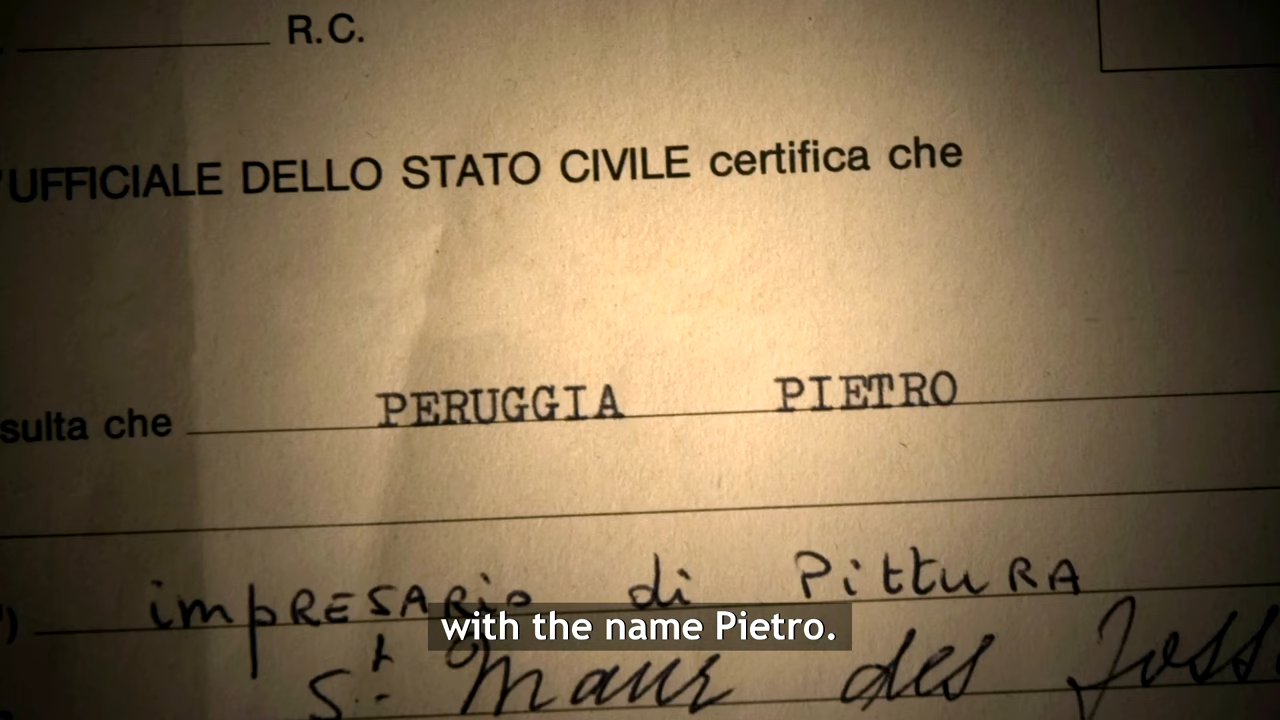 R.C.
'UFFICIALE DELLO STATO CIVILE certifica che
sulta che PERUGGIA PIETRO
impRESARio di PittuRA
with the name Pietro.
St Maur des Foss